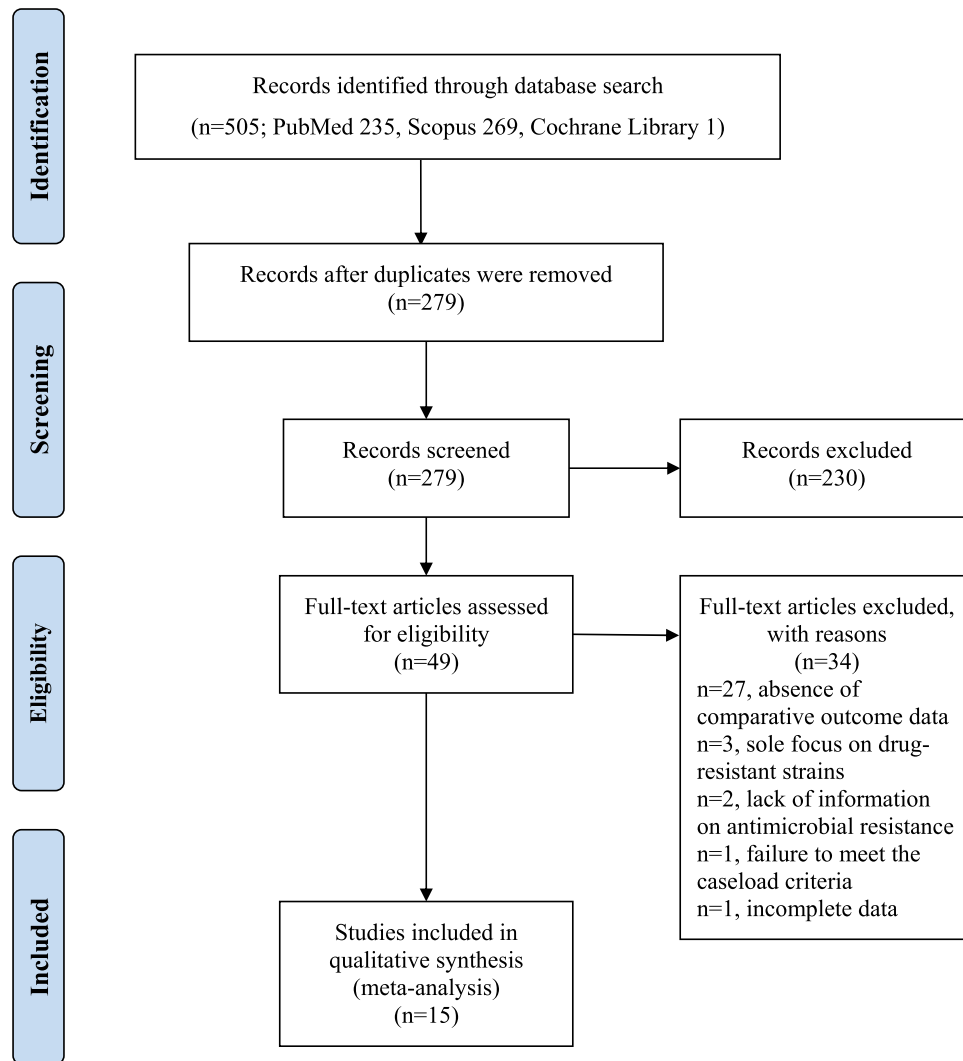 Identification
Records identified through database search
(n=505; PubMed 235, Scopus 269, Cochrane Library 1)
Records after duplicates were removed
(n=279)
Screening
Records screened
(n=279)
Records excluded
(n=230)
Eligibility
Full-text articles assessed
for eligibility
(n=49)
Full-text articles excluded,
with reasons
(n=34)
n=27, absence of
comparative outcome data
n=3, sole focus on drug-
resistant strains
n=2, lack of information
on antimicrobial resistance
n=1, failure to meet the
caseload criteria
n=1, incomplete data
Included
Studies included in
qualitative synthesis
(meta-analysis)
(n=15)